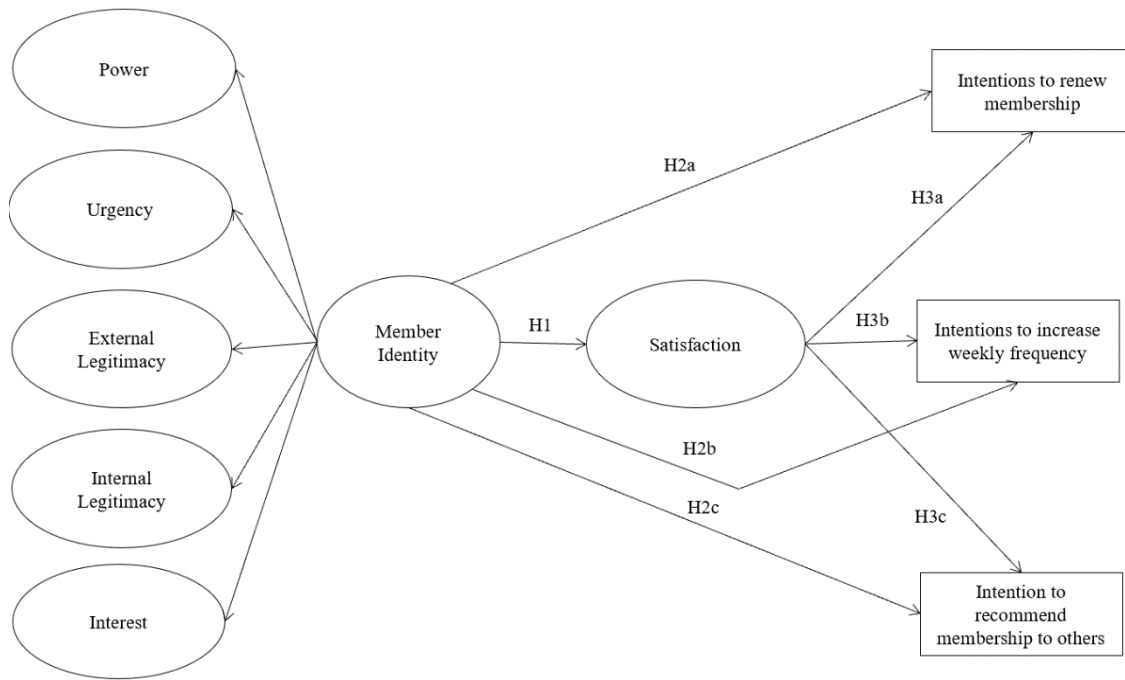 Power
Urgency
External
Legitimacy
Internal
Legitimacy
Interest
Member
Identity
H1
Satisfaction
H2a
H2b
H2c
H3a
H3b
H3c
Intentions to renew
membership
Intentions to increase
weekly frequency
Intention to
recommend
membership to others